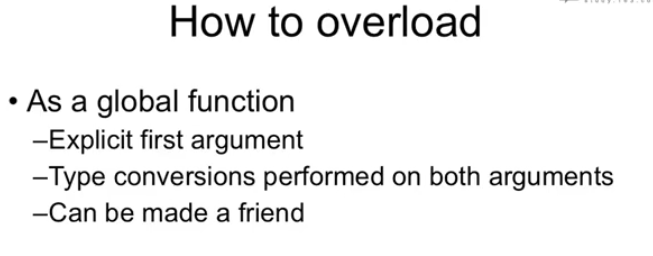 How to overload
• As a global function
–Explicit first argument
–Type conversions performed on both arguments
–Can be made a friend